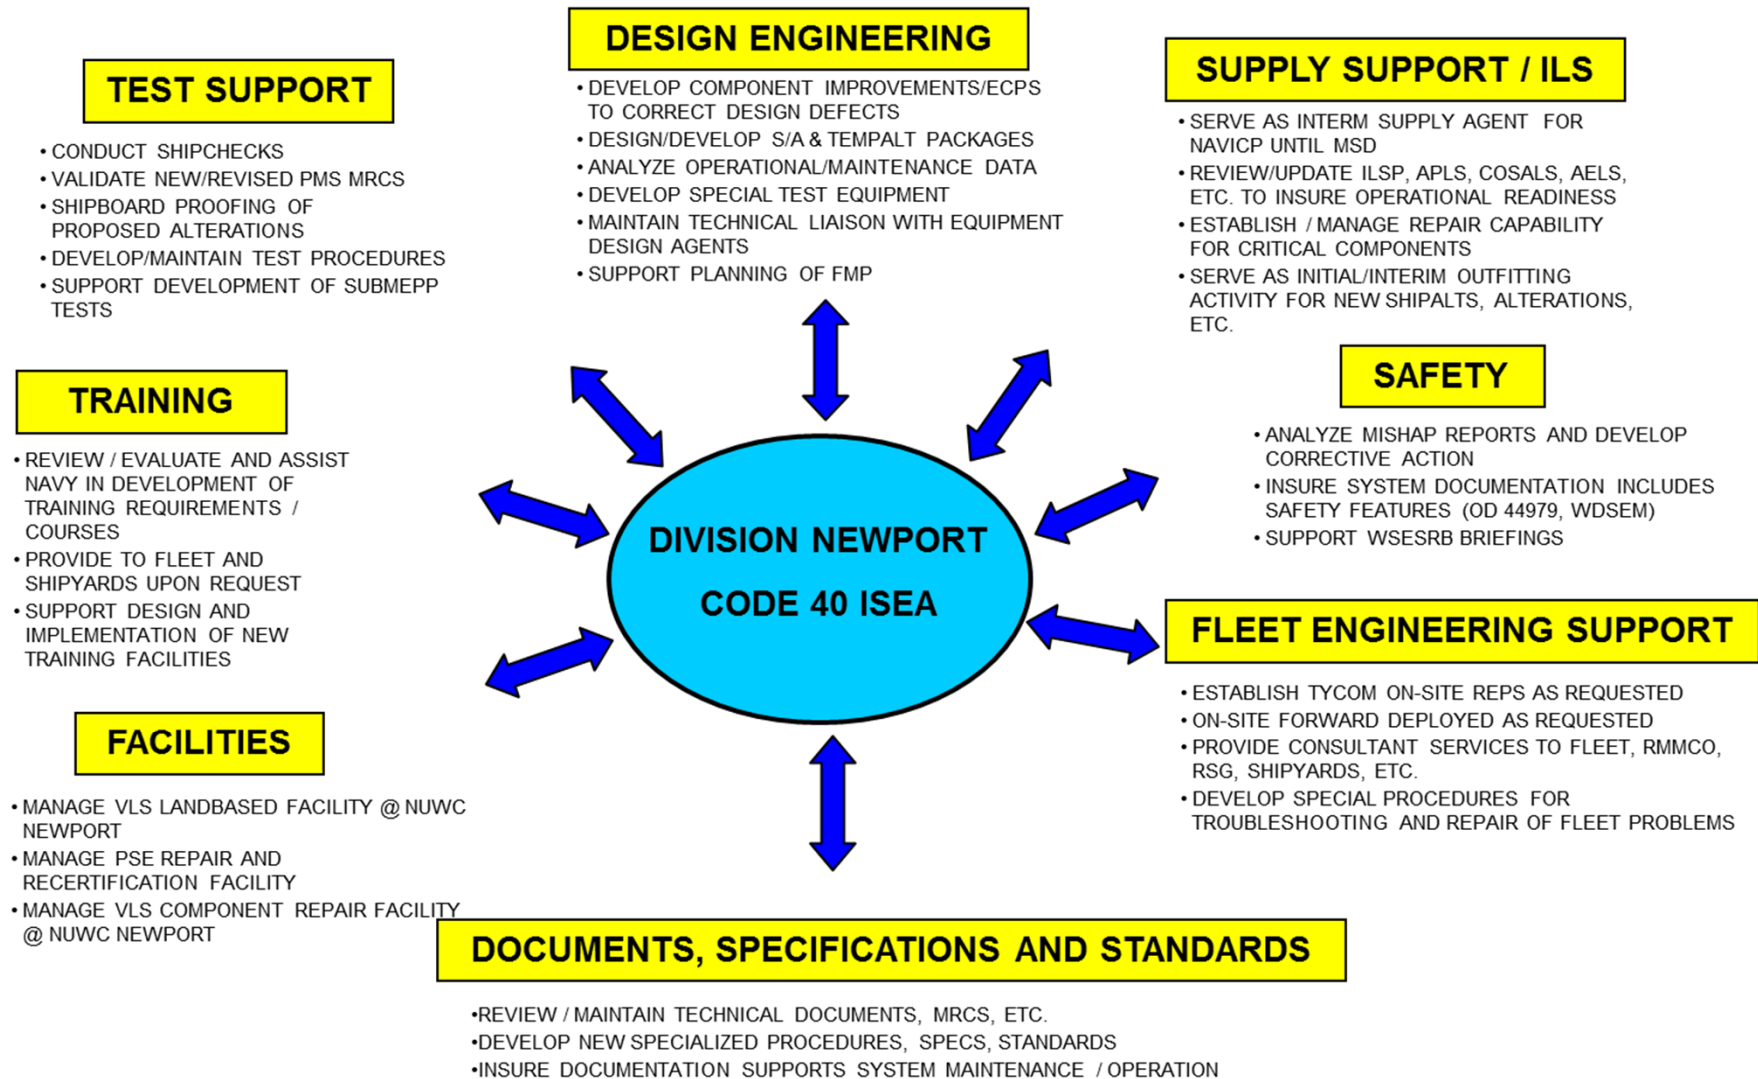 DESIGN ENGINEERING
• DEVELOP COMPONENT IMPROVEMENTS/ECPS
TO CORRECT DESIGN DEFECTS
• DESIGN/DEVELOP S/A & TEMPALT PACKAGES
• ANALYZE OPERATIONAL/MAINTENANCE DATA
• DEVELOP SPECIAL TEST EQUIPMENT
• MAINTAIN TECHNICAL LIAISON WITH EQUIPMENT
DESIGN AGENTS
• SUPPORT PLANNING OF FMP
TEST SUPPORT
• CONDUCT SHIPCHECKS
• VALIDATE NEW/REVISED PMS MRCS
• SHIPBOARD PROOFING OF
PROPOSED ALTERATIONS
• DEVELOP/MAINTAIN TEST PROCEDURES
• SUPPORT DEVELOPMENT OF SUBMEPP
TESTS
SUPPLY SUPPORT / ILS
• SERVE AS INTERM SUPPLY AGENT FOR
NAVICP UNTIL MSD
• REVIEW/UPDATE ILSP, APLS, COSALS, AELS,
ETC. TO INSURE OPERATIONAL READINESS
• ESTABLISH / MANAGE REPAIR CAPABILITY
FOR CRITICAL COMPONENTS
• SERVE AS INITIAL/INTERIM OUTFITTING
ACTIVITY FOR NEW SHIPALTS, ALTERATIONS,
ETC.
TRAINING
• REVIEW / EVALUATE AND ASSIST
NAVY IN DEVELOPMENT OF
TRAINING REQUIREMENTS /
COURSES
• PROVIDE TO FLEET AND
SHIPYARDS UPON REQUEST
• SUPPORT DESIGN AND
IMPLEMENTATION OF NEW
TRAINING FACILITIES
SAFETY
• ANALYZE MISHAP REPORTS AND DEVELOP
CORRECTIVE ACTION
• INSURE SYSTEM DOCUMENTATION INCLUDES
SAFETY FEATURES (OD 44979, WDSEM)
• SUPPORT WSESRB BRIEFINGS
DIVISION NEWPORT
CODE 40 ISEA
FLEET ENGINEERING SUPPORT
• ESTABLISH TYCOM ON-SITE REPS AS REQUESTED
• ON-SITE FORWARD DEPLOYED AS REQUESTED
• PROVIDE CONSULTANT SERVICES TO FLEET, RMMCO,
RSG, SHIPYARDS, ETC.
• DEVELOP SPECIAL PROCEDURES FOR
TROUBLESHOOTING AND REPAIR OF FLEET PROBLEMS
FACILITIES
• MANAGE VLS LANDBASED FACILITY @ NUWC
NEWPORT
• MANAGE PSE REPAIR AND
RECERTIFICATION FACILITY
• MANAGE VLS COMPONENT REPAIR FACILITY
@ NUWC NEWPORT
DOCUMENTS, SPECIFICATIONS AND STANDARDS
•REVIEW / MAINTAIN TECHNICAL DOCUMENTS, MRCS, ETC.
•DEVELOP NEW SPECIALIZED PROCEDURES, SPECS, STANDARDS
•INSURE DOCUMENTATION SUPPORTS SYSTEM MAINTENANCE / OPERATION